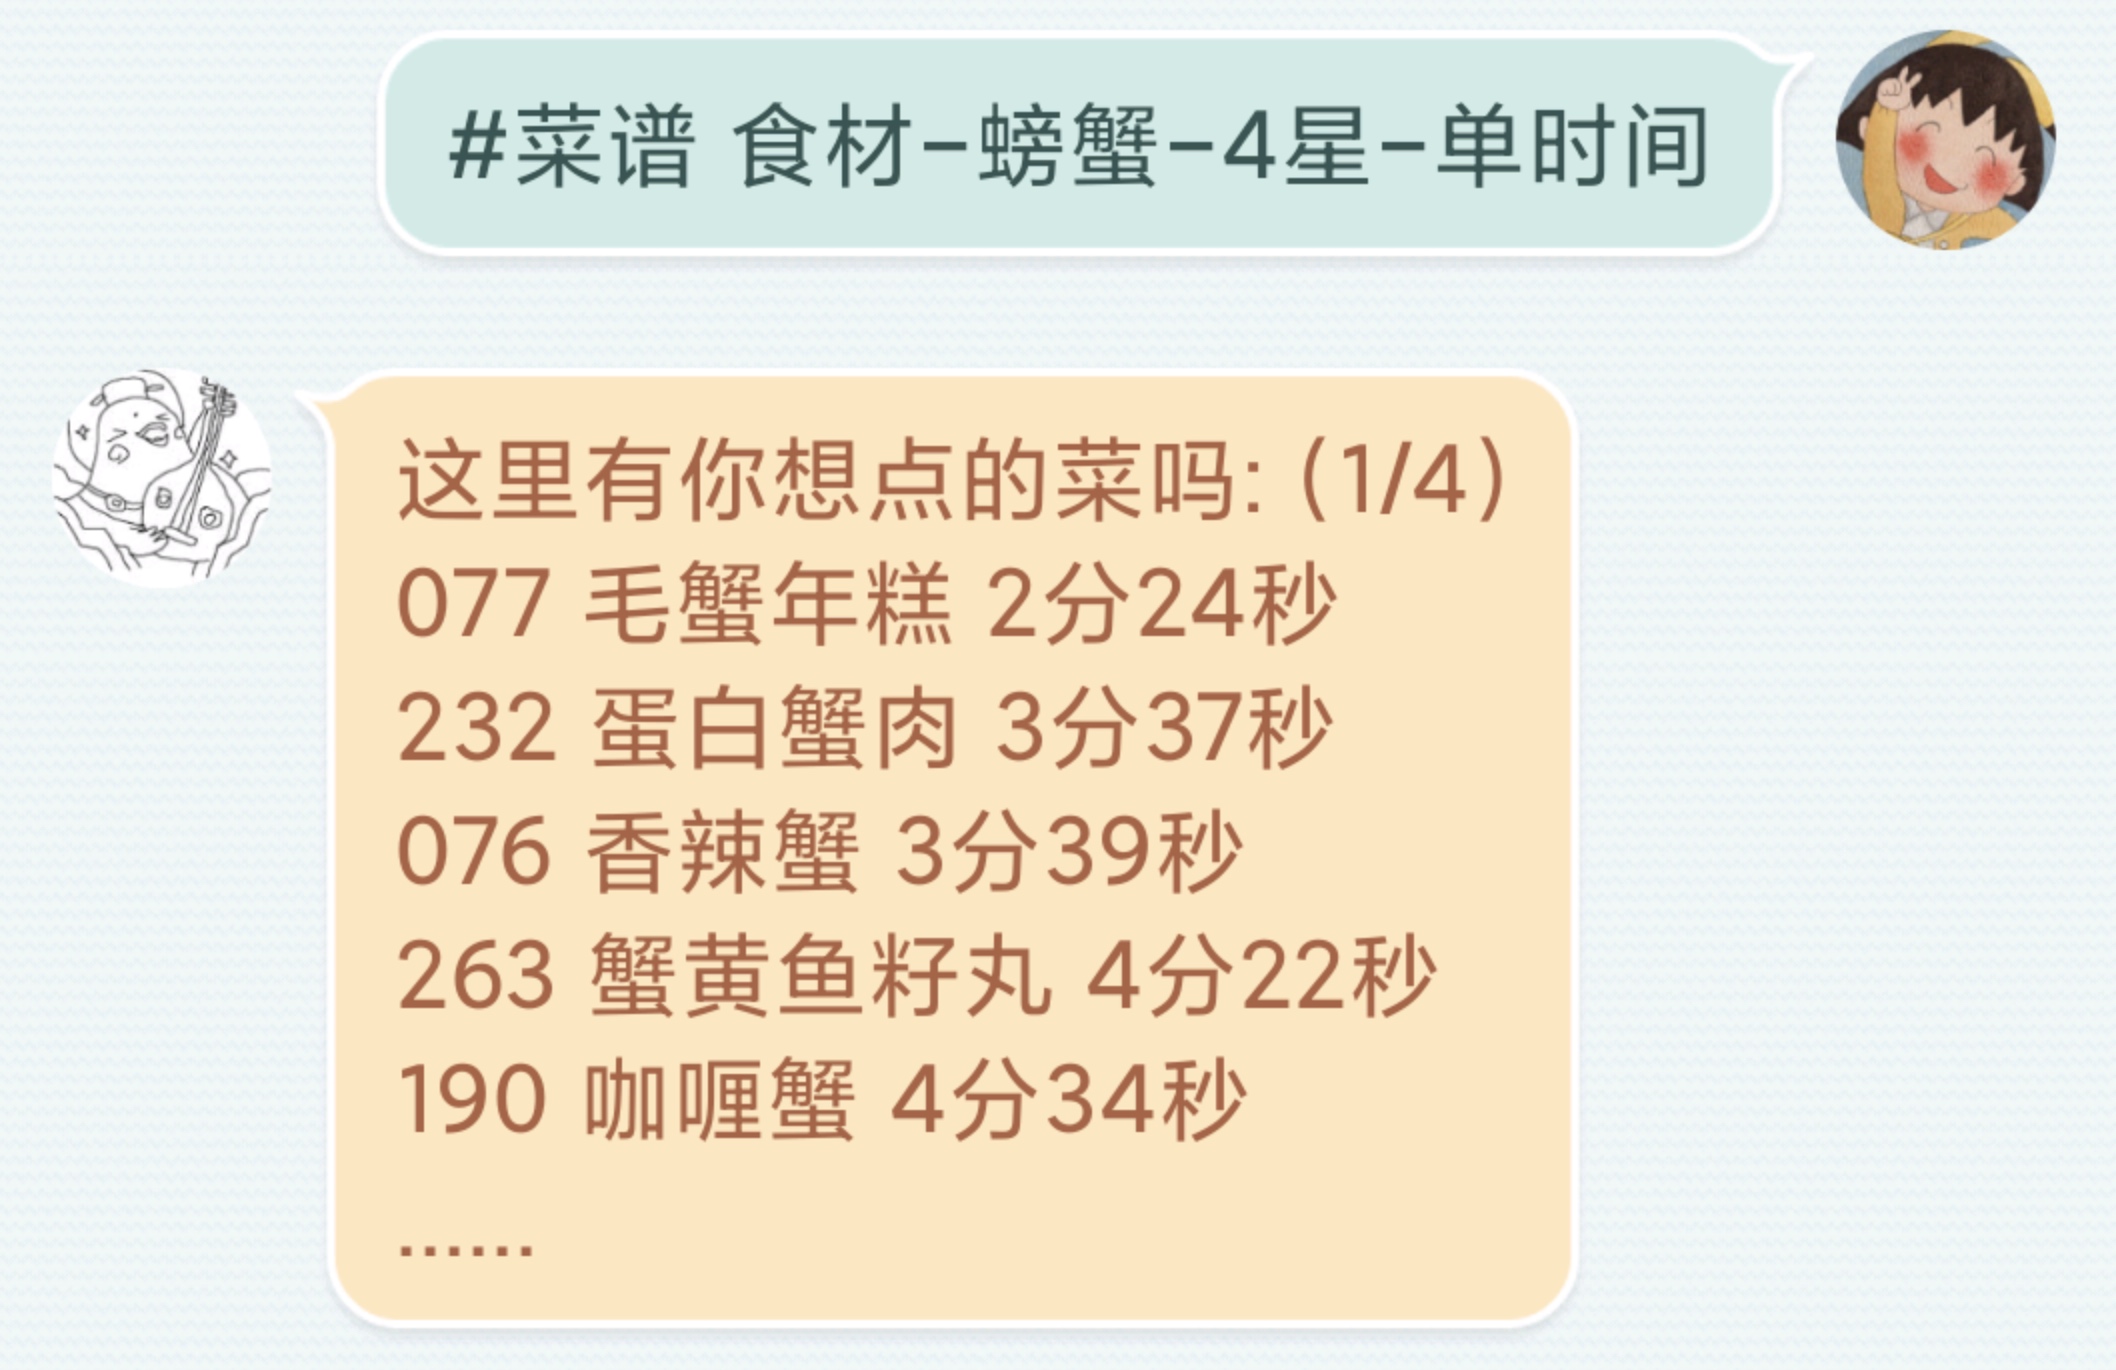 #菜谱 食材-螃蟹-4星-单时间
这里有你想点的菜吗:(1/4)
077 毛蟹年糕 2分24秒
232 蛋白蟹肉 3分37秒
076 香辣蟹 3分39秒
263 蟹黄鱼籽丸 4分22秒
190 咖喱蟹 4分34秒
......